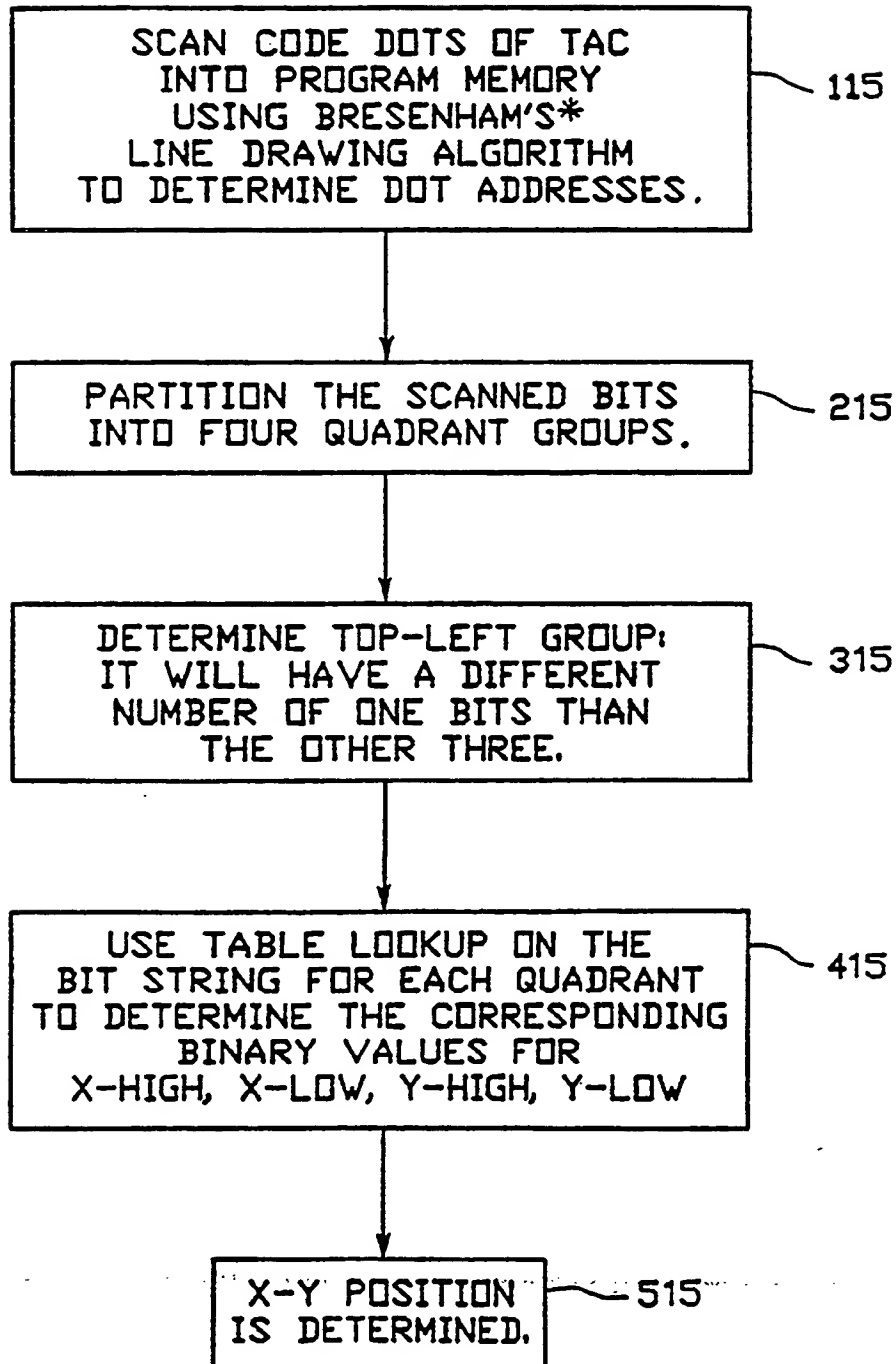 SCAN CODE DOTS OF TAC
INTO PROGRAM MEMORY
USING BRESENHAM'S*
LINE DRAWING ALGORITHM
TO DETERMINE DOT ADDRESSES.
115
PARTITION THE SCANNED BITS
INTO FOUR QUADRANT GROUPS.
215
DETERMINE TOP-LEFT GROUP:
IT WILL HAVE A DIFFERENT
NUMBER OF ONE BITS THAN
THE OTHER THREE.
315
USE TABLE LOOKUP ON THE
BIT STRING FOR EACH QUADRANT
TO DETERMINE THE CORRESPONDING
BINARY VALUES FOR
X-HIGH, X-LOW, Y-HIGH, Y-LOW
415
X-Y POSITION
IS DETERMINED.
515